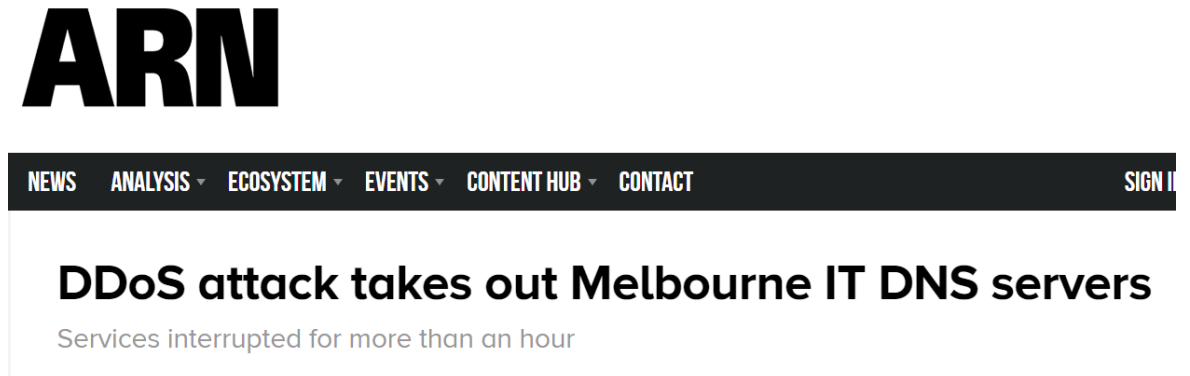 ARN
NEWS ANALYSIS ECOSYSTEM EVENTS CONTENT HUB CONTACT SIGN
DDoS attack takes out Melbourne IT DNS servers
Services interrupted for more than an hour